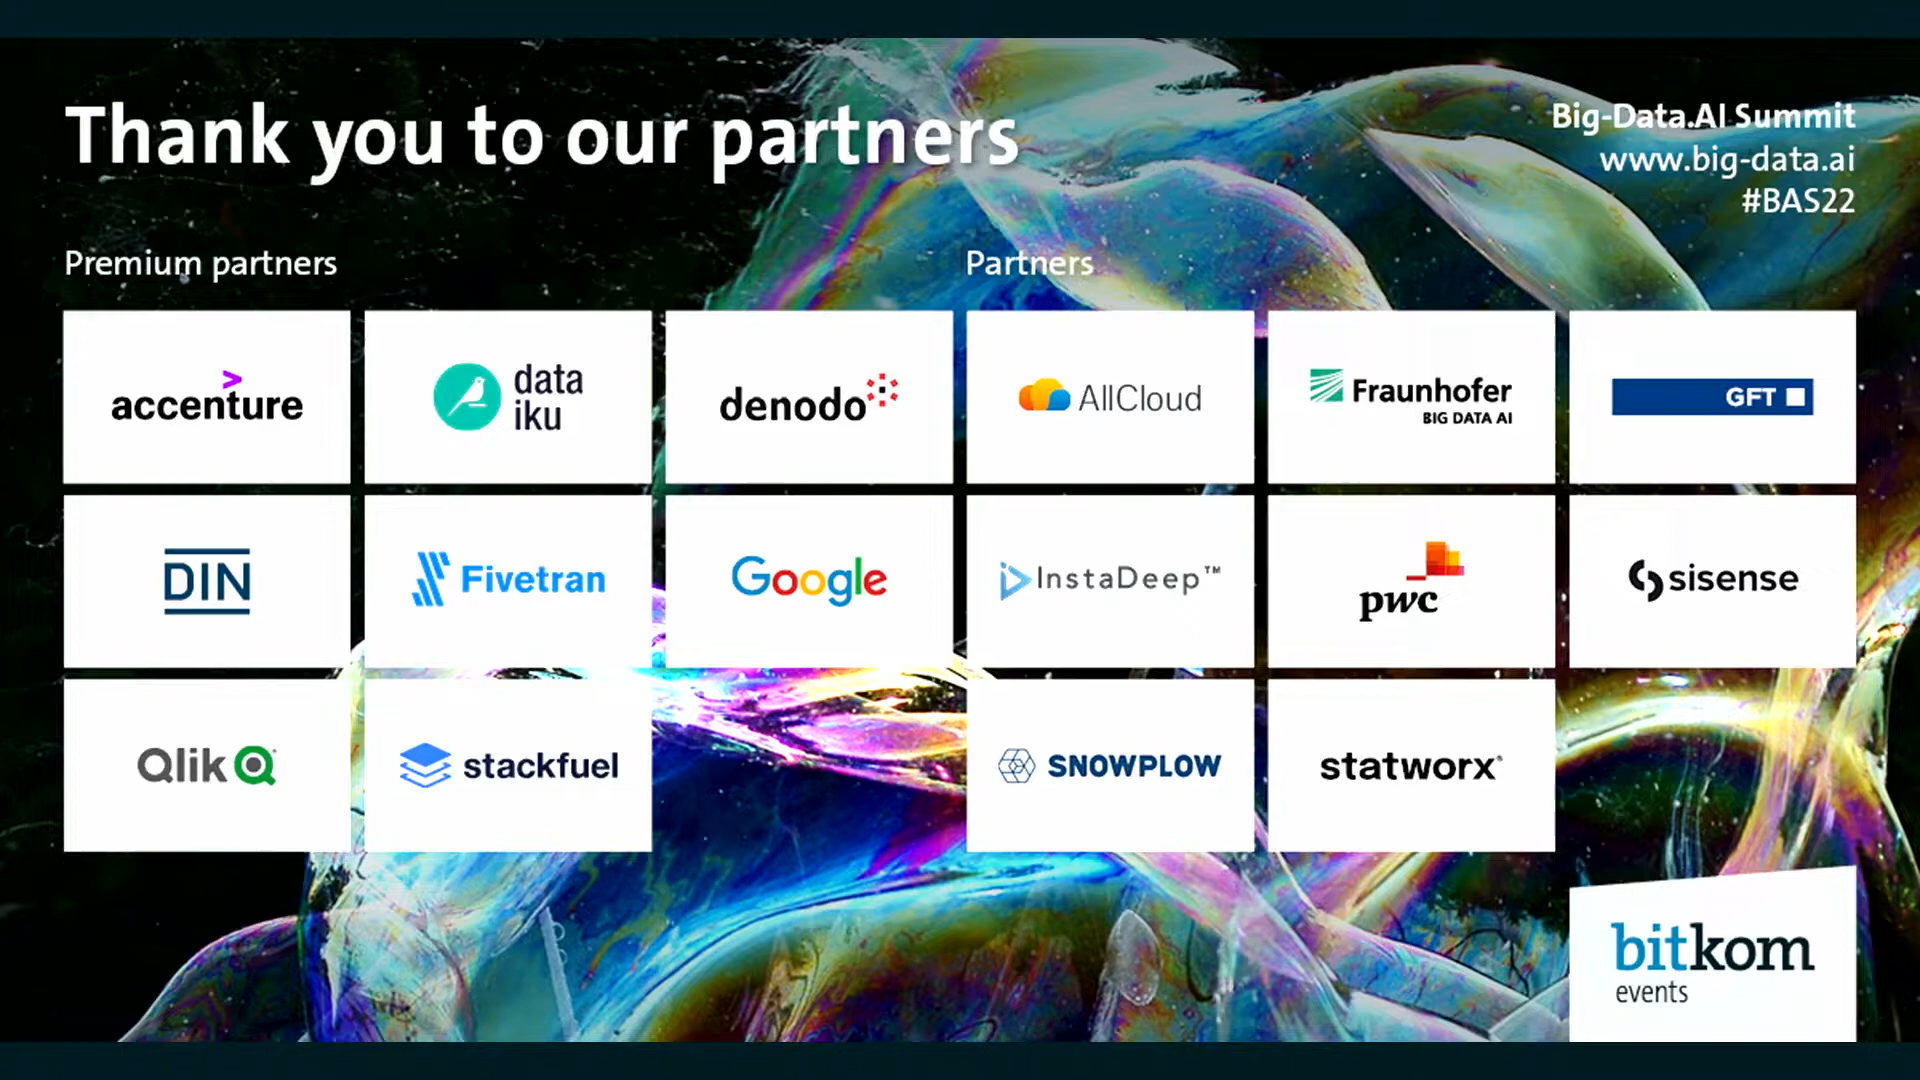 Thank you to our partners
Big-Data.AI Summit
www.big-data.ai
#BAS22
Premium partners
Partners
accenture
data
iku
denodo
AllCloud
Fraunhofer
BIG DATA AI
GFT
DIN
Fivetran
Google
InstaDeep™
pwc
sisense
Qlik
stackfuel
SNOWPLOW
statworx®
bitkom
events